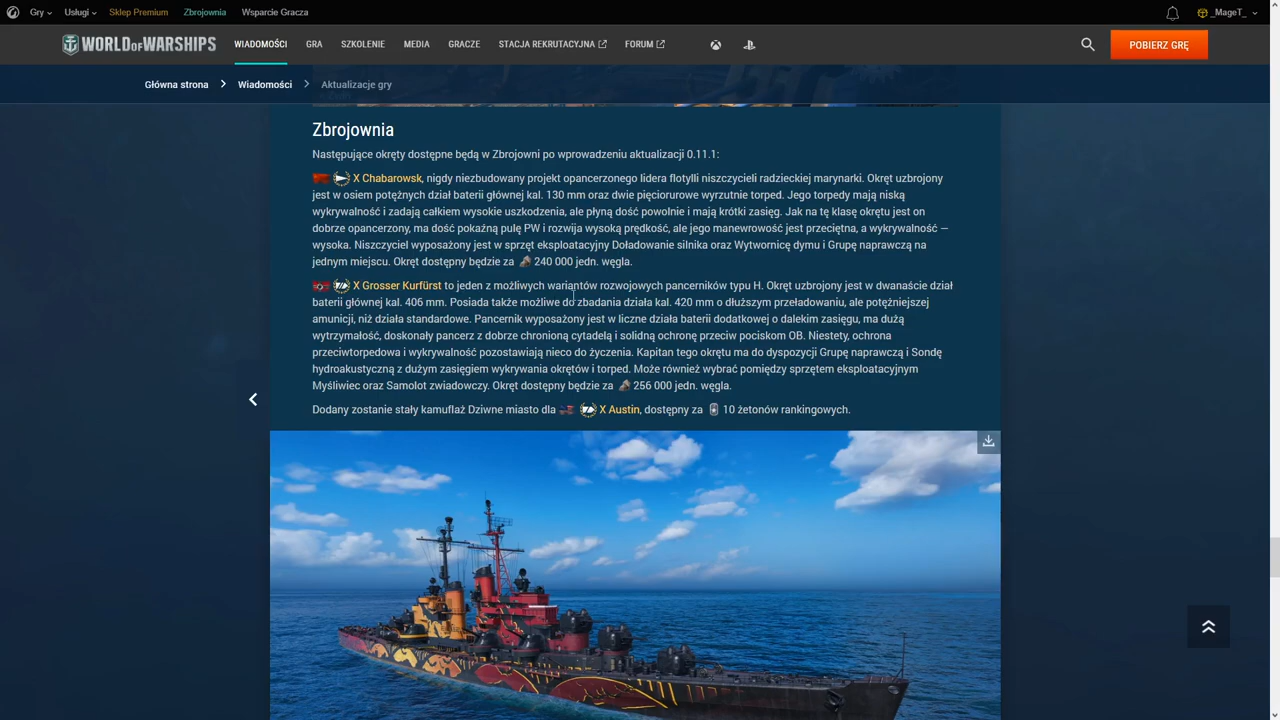 Gry Usługi Sklep Premium Zbrojownia Wsparcie Gracza _MageT_
WORLD OF WARSHIPS WIADOMOŚCI GRA SZKOLENIE MEDIA GRACZE STACJA REKRUTACYJNA FORUM POBIERZ GRĘ
Główna strona Wiadomości Aktualizacje gry
Zbrojownia
Następujące okręty dostępne będą w Zbrojowni po wprowadzeniu aktualizacji 0.11.1:
X Chabarowsk, nigdy niezbudowany projekt opancerzonego lidera flotylli niszczycieli radzieckiej marynarki. Okręt uzbrojony
jest w osiem potężnych dział baterii głównej kal. 130 mm oraz dwie pięciorurowe wyrzutnie torped. Jego torpedy mają niską
wykrywalność i zadają całkiem wysokie uszkodzenia, ale płyną dość powolnie i mają krótki zasięg. Jak na tę klasę okrętu jest on
dobrze opancerzony, ma dość pokaźną pulę PW i rozwija wysoką prędkość, ale jego manewrowość jest przeciętna, a wykrywalność —
wysoka. Niszczyciel wyposażony jest w sprzęt eksploatacyjny Doładowanie silnika oraz Wytwornicę dymu i Grupę naprawczą na
jednym miejscu. Okręt dostępny będzie za 240 000 jedn. węgla.
X Grosser Kurfürst to jeden z możliwych wariantów rozwojowych pancerników typu H. Okręt uzbrojony jest w dwanaście dział
baterii głównej kal. 406 mm. Posiada także możliwe do zbadania działa kal. 420 mm o dłuższym przeładowaniu, ale potężniejszej
amunicji, niż działa standardowe. Pancernik wyposażony jest w liczne działa baterii dodatkowej o dalekim zasięgu, ma dużą
wytrzymałość, doskonały pancerz z dobrze chronioną cytadelą i solidną ochronę przeciw pociskom OB. Niestety, ochrona
przeciwtorpedowa i wykrywalność pozostawiają nieco do życzenia. Kapitan tego okrętu ma do dyspozycji Grupę naprawczą i Sondę
hydroakustyczną z dużym zasięgiem wykrywania okrętów i torped. Może również wybrać pomiędzy sprzętem eksploatacyjnym
Myśliwiec oraz Samolot zwiadowczy. Okręt dostępny będzie za 256 000 jedn. węgla.
Dodany zostanie stały kamuflaż Dziwne miasto dla X Austin, dostępny za 10 żetonów rankingowych.